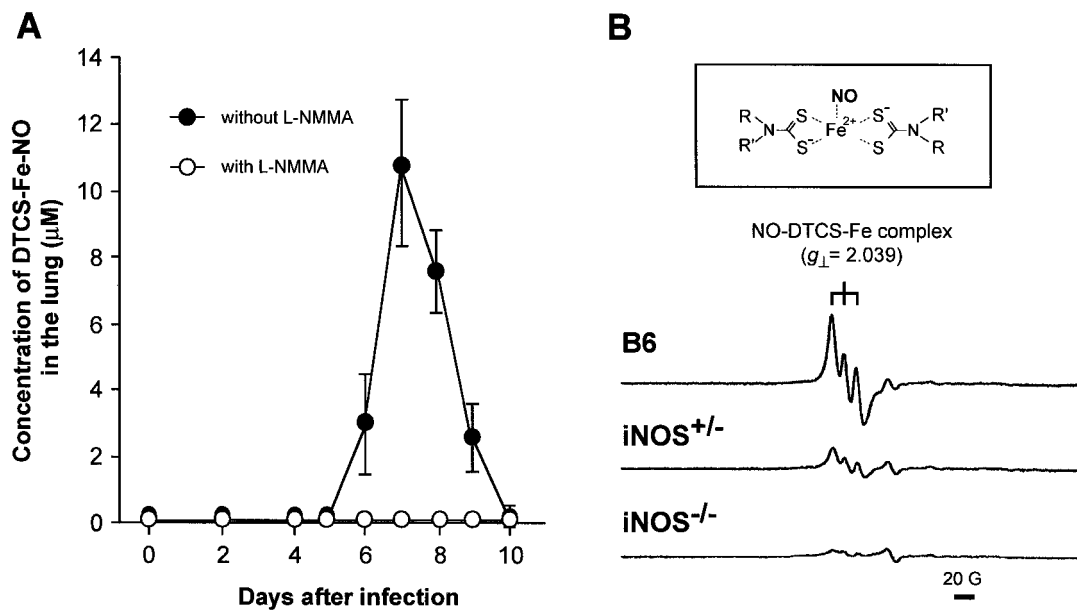 A
Concentration of DTCS-Fe-NO
in the lung (μM)
14
12
10
8
6
4
2
0
without L-NMMA
with L-NMMA
0 2 4 6 8 10
Days after infection
B
NO
R S S⁻ R'
N Fe²⁺ N
R' S⁻ S R
NO-DTCS-Fe complex
(g⊥= 2.039)
B6
iNOS+/-
iNOS-/-
20 G